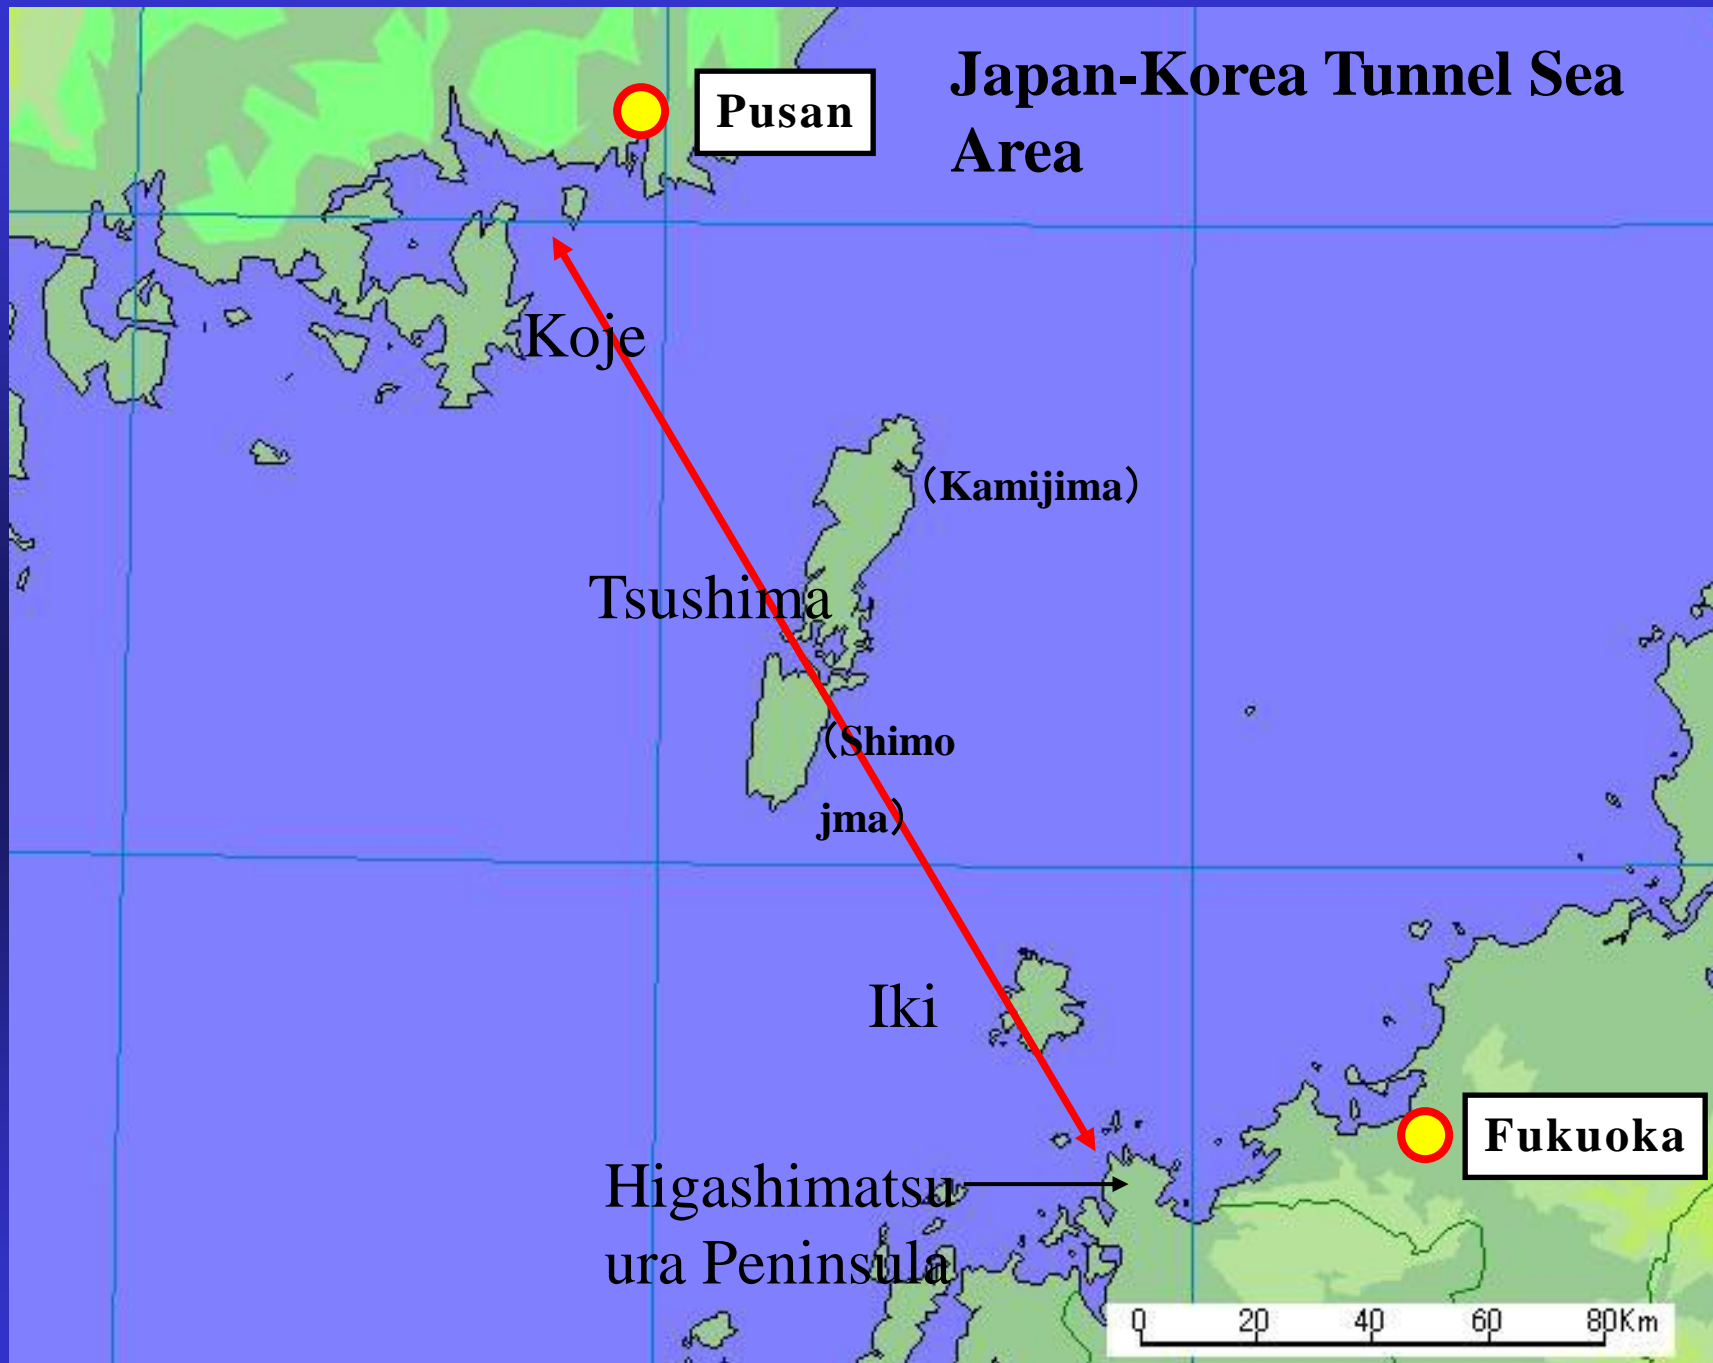 Japan-Korea Tunnel Sea
Area
Pusan
Koje
（Kamijima）
Tsushima
（Shimo
jma）
Iki
Fukuoka
Higashimatsu
ura Peninsula
0 20 40 60 80Km